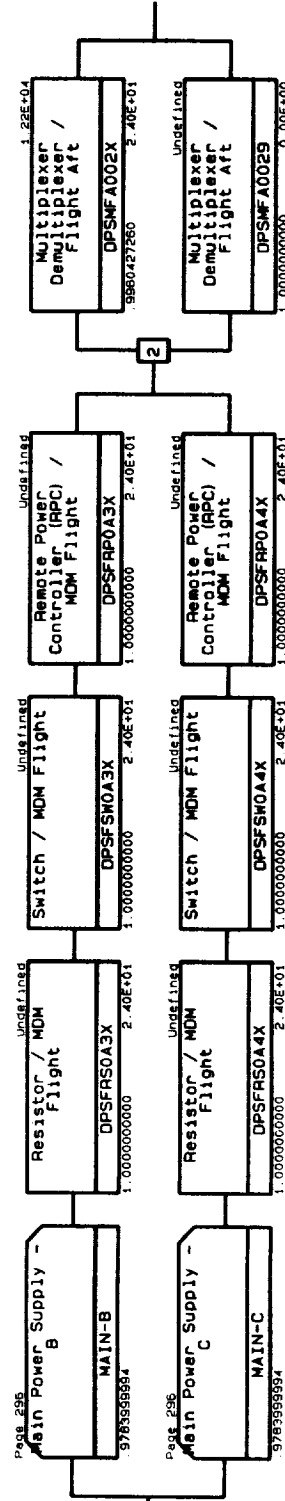 Page 296
Main Power Supply -
B
MAIN-B
.9783999994
Undefined
Resistor / MDM
Flight
DPSFRS0A3X
1.0000000000 2.40E+01
Undefined
Switch / MDM Flight
DPSFSW0A3X
1.0000000000 2.40E+01
Undefined
Remote Power
Controller (RPC) /
MDM Flight
DPSFRP0A3X
1.0000000000 2.40E+01
1.22E+04
Multiplexer
Demultiplexer /
Flight Aft
DPSMFA002X
.9980427260 2.40E+01
2
Page 296
Main Power Supply -
C
MAIN-C
.9783999994
Undefined
Resistor / MDM
Flight
DPSFRS0A4X
1.0000000000 2.40E+01
Undefined
Switch / MDM Flight
DPSFSW0A4X
1.0000000000 2.40E+01
Undefined
Remote Power
Controller (RPC) /
MDM Flight
DPSFRP0A4X
1.0000000000 2.40E+01
Undefined
Multiplexer
Demultiplexer /
Flight Aft
DPSMFA0029
1.0000000000 0.00E+00